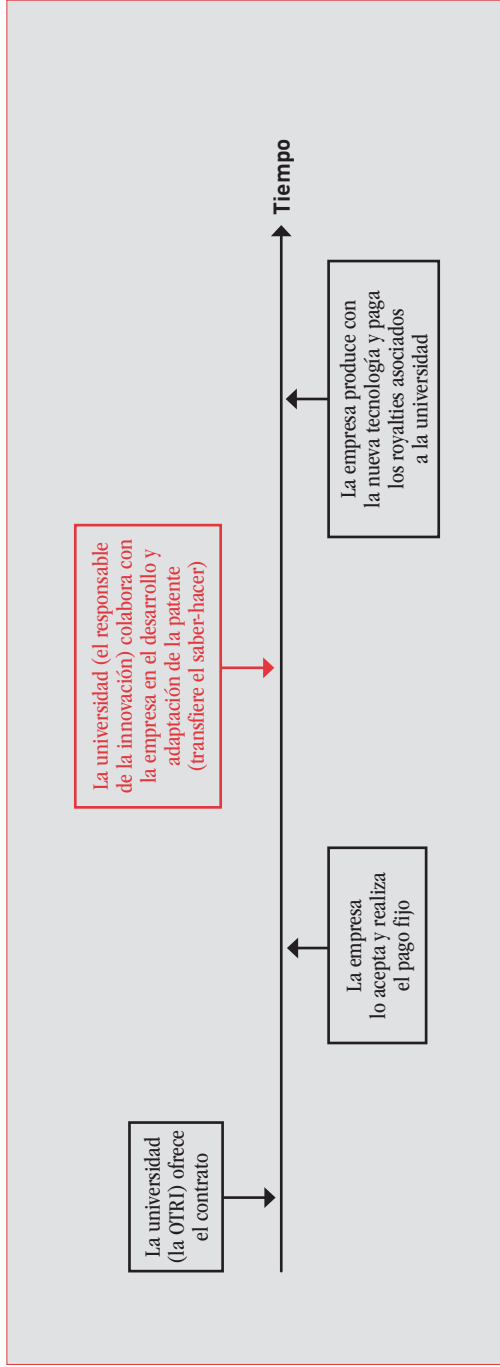 La universidad
(la OTRI) ofrece
el contrato
La empresa
lo acepta y realiza
el pago fijo
La universidad (el responsable
de la innovación) colabora con
la empresa en el desarrollo y
adaptación de la patente
(transfiere el saber-hacer)
La empresa produce con
la nueva tecnología y paga
los royalties asociados
a la universidad
Tiempo